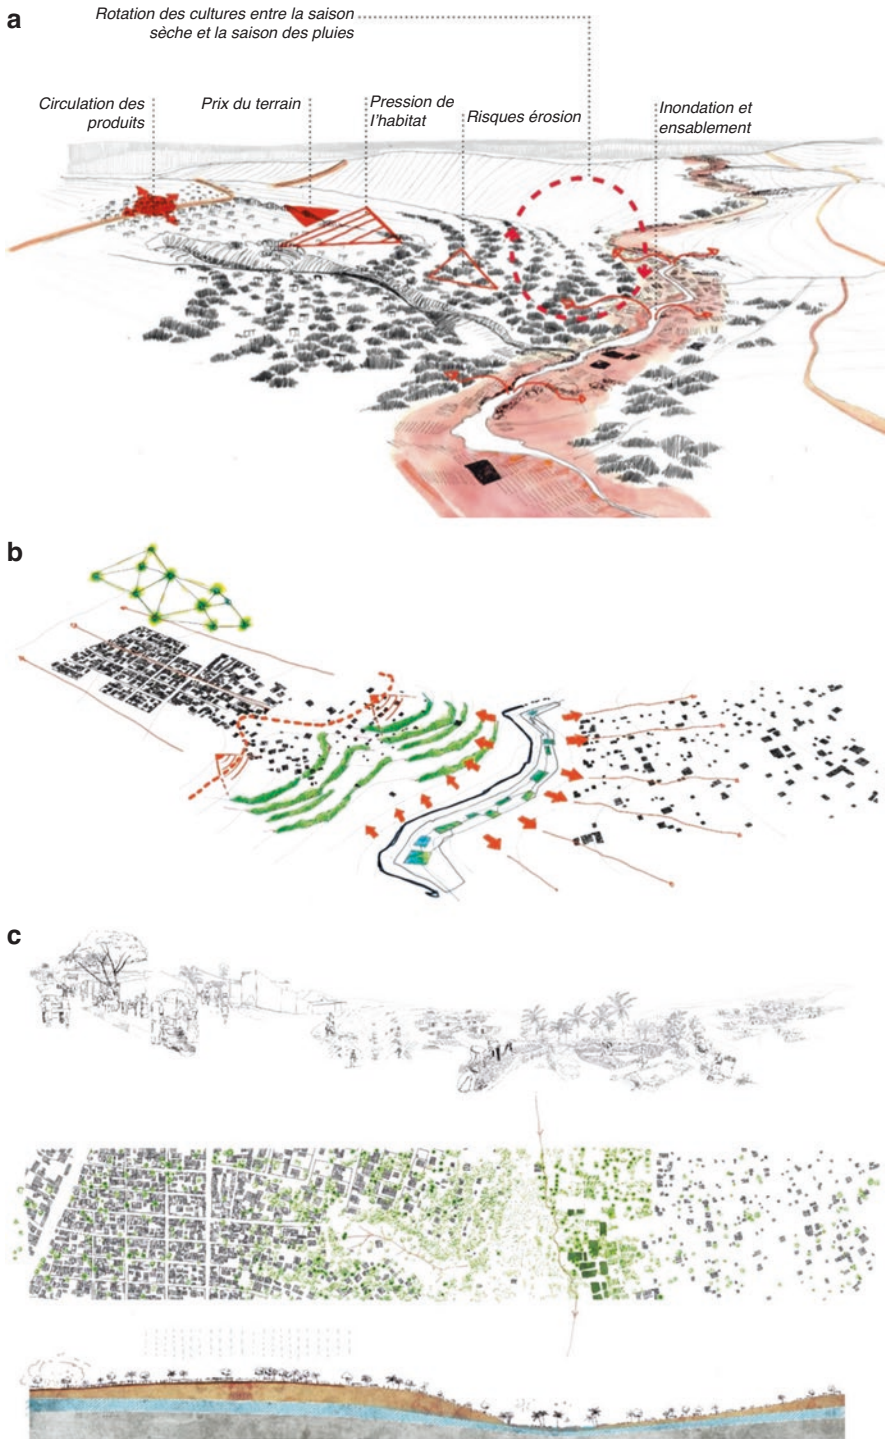 a
Rotation des cultures entre la saison
sèche et la saison des pluies
Circulation des
produits
Prix du terrain
Pression de
l'habitat
Risques érosion
Inondation et
ensablement
b
c